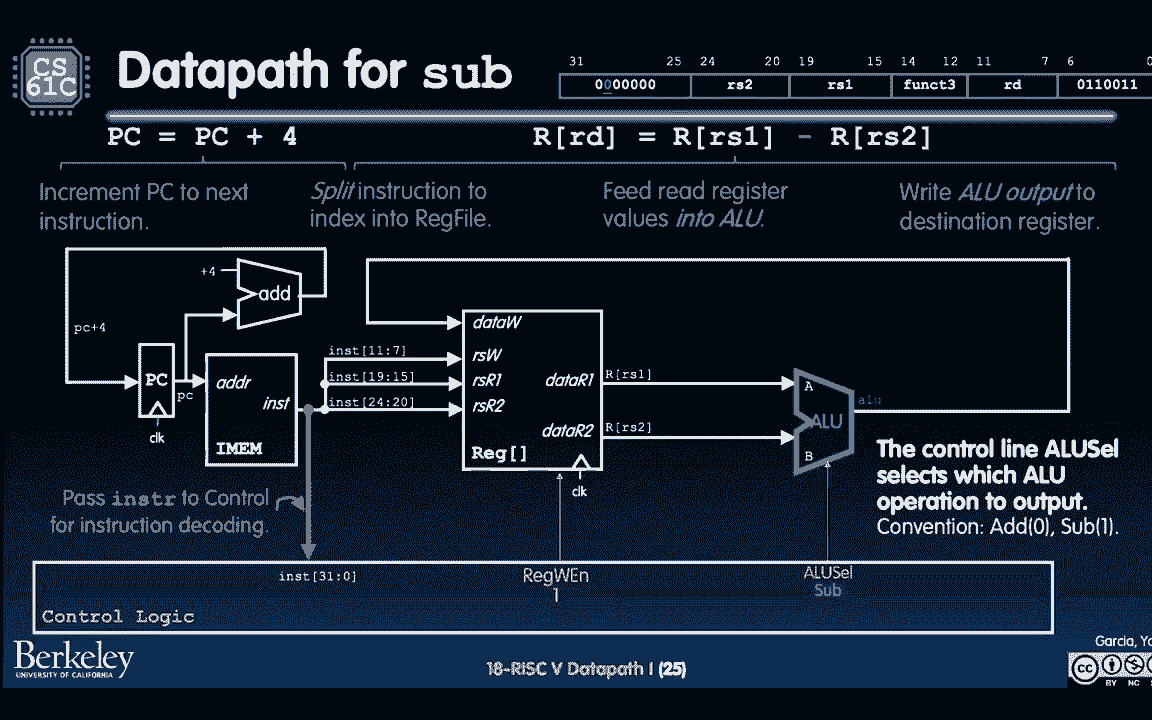 CS
61C
Datapath for sub
31 25 24 20 19 15 14 12 11 7 6 0
0000000 rs2 rs1 funct3 rd 0110011
PC = PC + 4
R[rd] = R[rs1] - R[rs2]
Increment PC to next
instruction.
Split instruction to
index into RegFile.
Feed read register
values into ALU.
Write ALU output to
destination register.
+4
add
pc+4
PC
pc
clk
addr
inst
IMEM
inst[11:7]
inst[19:15]
inst[24:20]
dataW
rsW
rsR1
rsR2
dataR1
dataR2
Reg[]
clk
R[rs1]
R[rs2]
A
ALU
B
alu
The control line ALUSel
selects which ALU
operation to output.
Convention: Add(0), Sub(1).
Pass instr to Control
for instruction decoding.
inst[31:0]
RegWEn
1
ALUSel
Sub
Control Logic
Berkeley
UNIVERSITY OF CALIFORNIA
18-RISC V Datapath I (25)
Garcia,
cc
BY NC